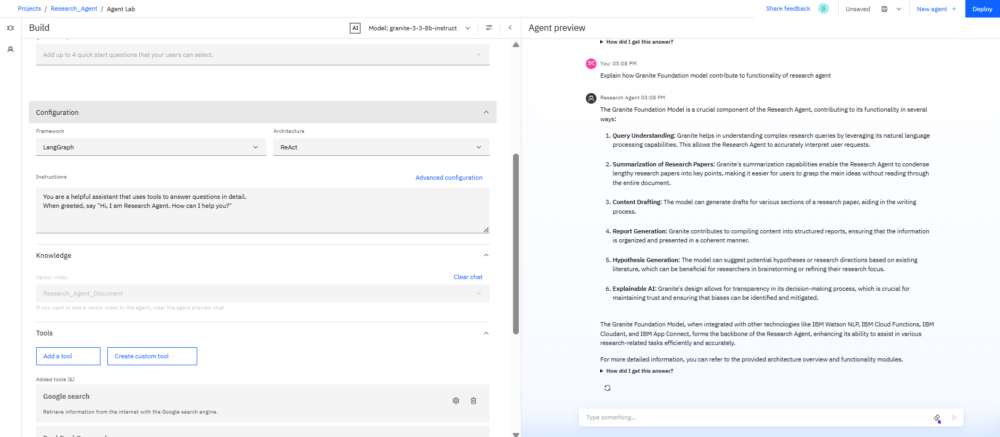 Projects / Research_Agent / Agent Lab
Share feedback β Unsaved New agent + Deploy
Build
AI Model: granite-3-3-8b-instruct
Agent preview
Add up to 4 quick start questions that your users can select. +
Configuration
Framework
Architecture
LangGraph
ReAct
Instructions
Advanced configuration
You are a helpful assistant that uses tools to answer questions in detail.
When greeted, say "Hi, I am Research Agent. How can I help you?"
Knowledge
Vector index
Clear chat
Research_Agent_Document
If you want to add a vector index to the agent, clear the agent preview chat.
Tools
Add a tool
Create custom tool
Added tools (6)
Google search
Retrieve information from the internet with the Google search engine.
How did I get this answer?
SC You: 03:08 PM
Explain how Granite Foundation model contribute to functionality of research agent
Research Agent 03:08 PM
The Granite Foundation Model is a crucial component of the Research Agent, contributing to its functionality in several
ways:
1. Query Understanding: Granite helps in understanding complex research queries by leveraging its natural language
processing capabilities. This allows the Research Agent to accurately interpret user requests.
2. Summarization of Research Papers: Granite's summarization capabilities enable the Research Agent to condense
lengthy research papers into key points, making it easier for users to grasp the main ideas without reading through
the entire document.
3. Content Drafting: The model can generate drafts for various sections of a research paper, aiding in the writing
process.
4. Report Generation: Granite contributes to compiling content into structured reports, ensuring that the information
is organized and presented in a coherent manner.
5. Hypothesis Generation: The model can suggest potential hypotheses or research directions based on existing
literature, which can be beneficial for researchers in brainstorming or refining their research focus.
6. Explainable AI: Granite's design allows for transparency in its decision-making process, which is crucial for
maintaining trust and ensuring that biases can be identified and mitigated.
The Granite Foundation Model, when integrated with other technologies like IBM Watson NLP, IBM Cloud Functions, IBM
Cloudant, and IBM App Connect, forms the backbone of the Research Agent, enhancing its ability to assist in various
research-related tasks efficiently and accurately.
For more detailed information, you can refer to the provided architecture overview and functionality modules.
How did I get this answer?
Type something...